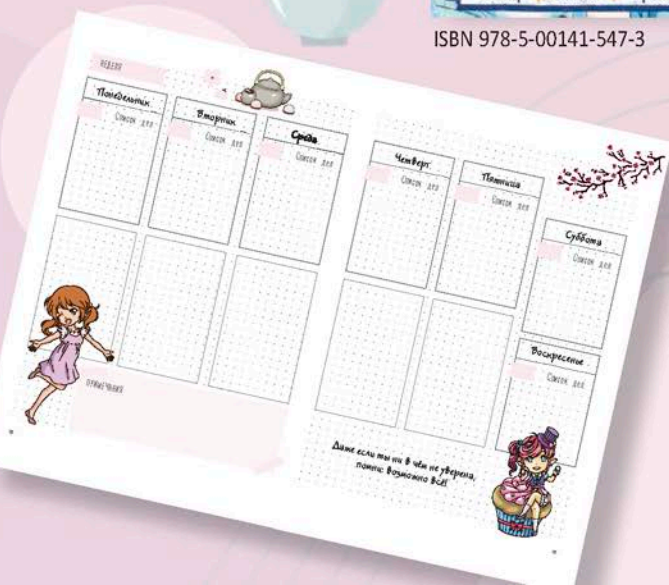 ISBN 978-5-00141-547-3
НЕДЕЛЯ
Понедельник
Список дел
Вторник
Список дел
Среда
Список дел
Четверг
Список дел
Пятница
Список дел
Суббота
Список дел
Воскресенье
Список дел
ПРИМЕЧАНИЯ
Даже если ты ни в чём не уверена,
помни: возможно всё!